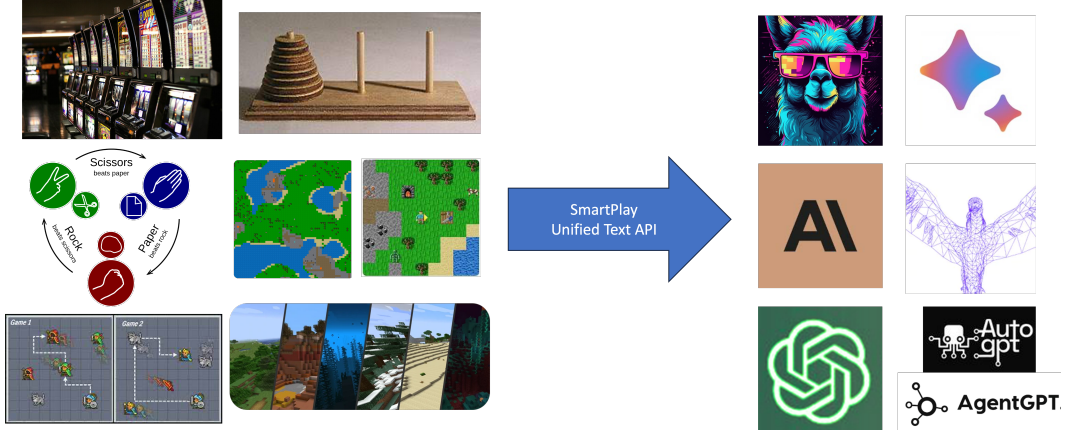 Scissors
beats paper
Rock
beats scissors
Paper
beats rock
Game 1
Game 2
SmartPlay
Unified Text API
AI
Auto
gpt
AgentGPT